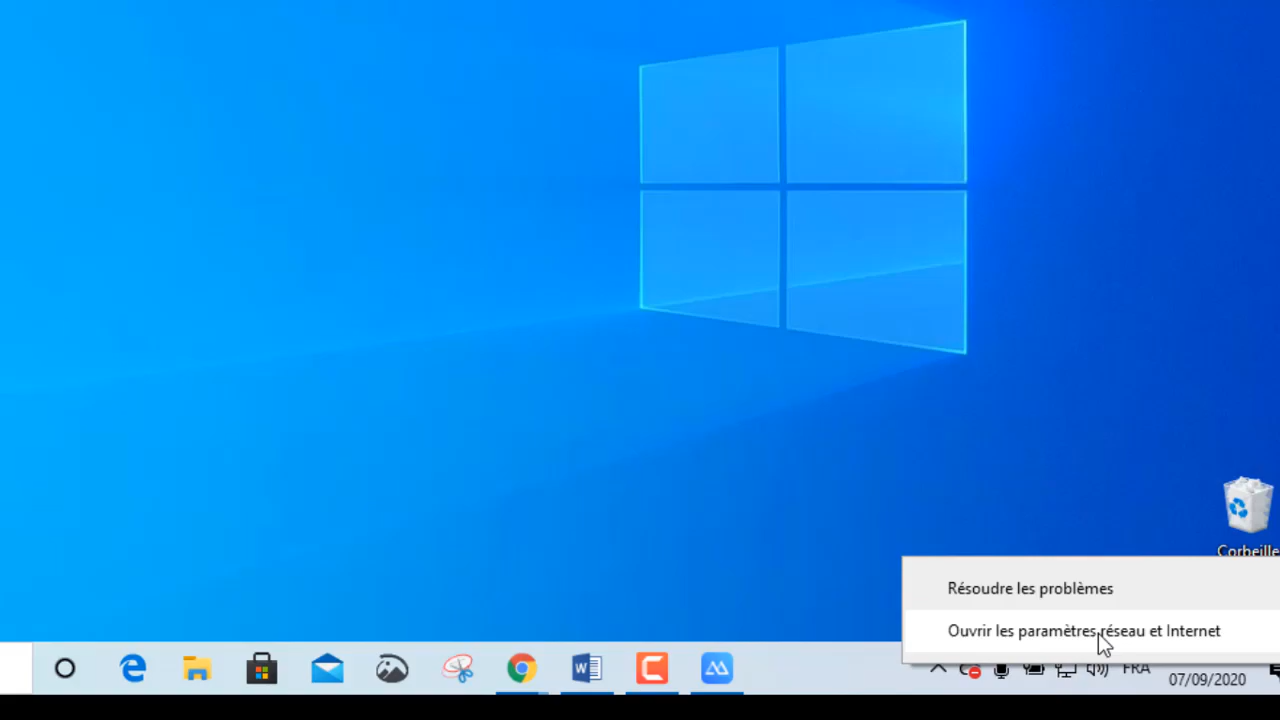 Corbeille
Résoudre les problèmes
Ouvrir les paramètres réseau et Internet
W
FRA
07/09/2020